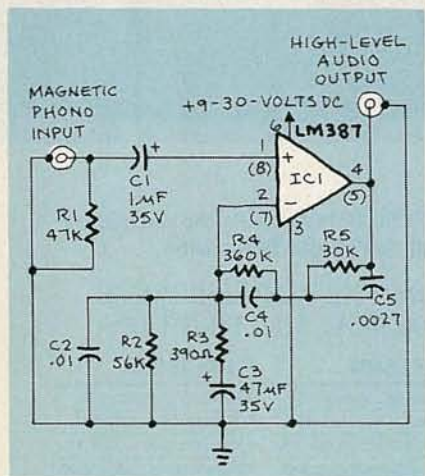 HIGH-LEVEL
AUDIO
OUTPUT
MAGNETIC
PHONO
INPUT
+9-30-VOLTS DC
6
LM387
1
(8)
+
IC1
4
(5)
2
(7)
-
3
C1
1µF
35V
+
R1
47K
R4
360K
R5
30K
C4
.01
C5
.0027
C2
.01
R2
56K
R3
390Ω
+
C3
47µF
35V